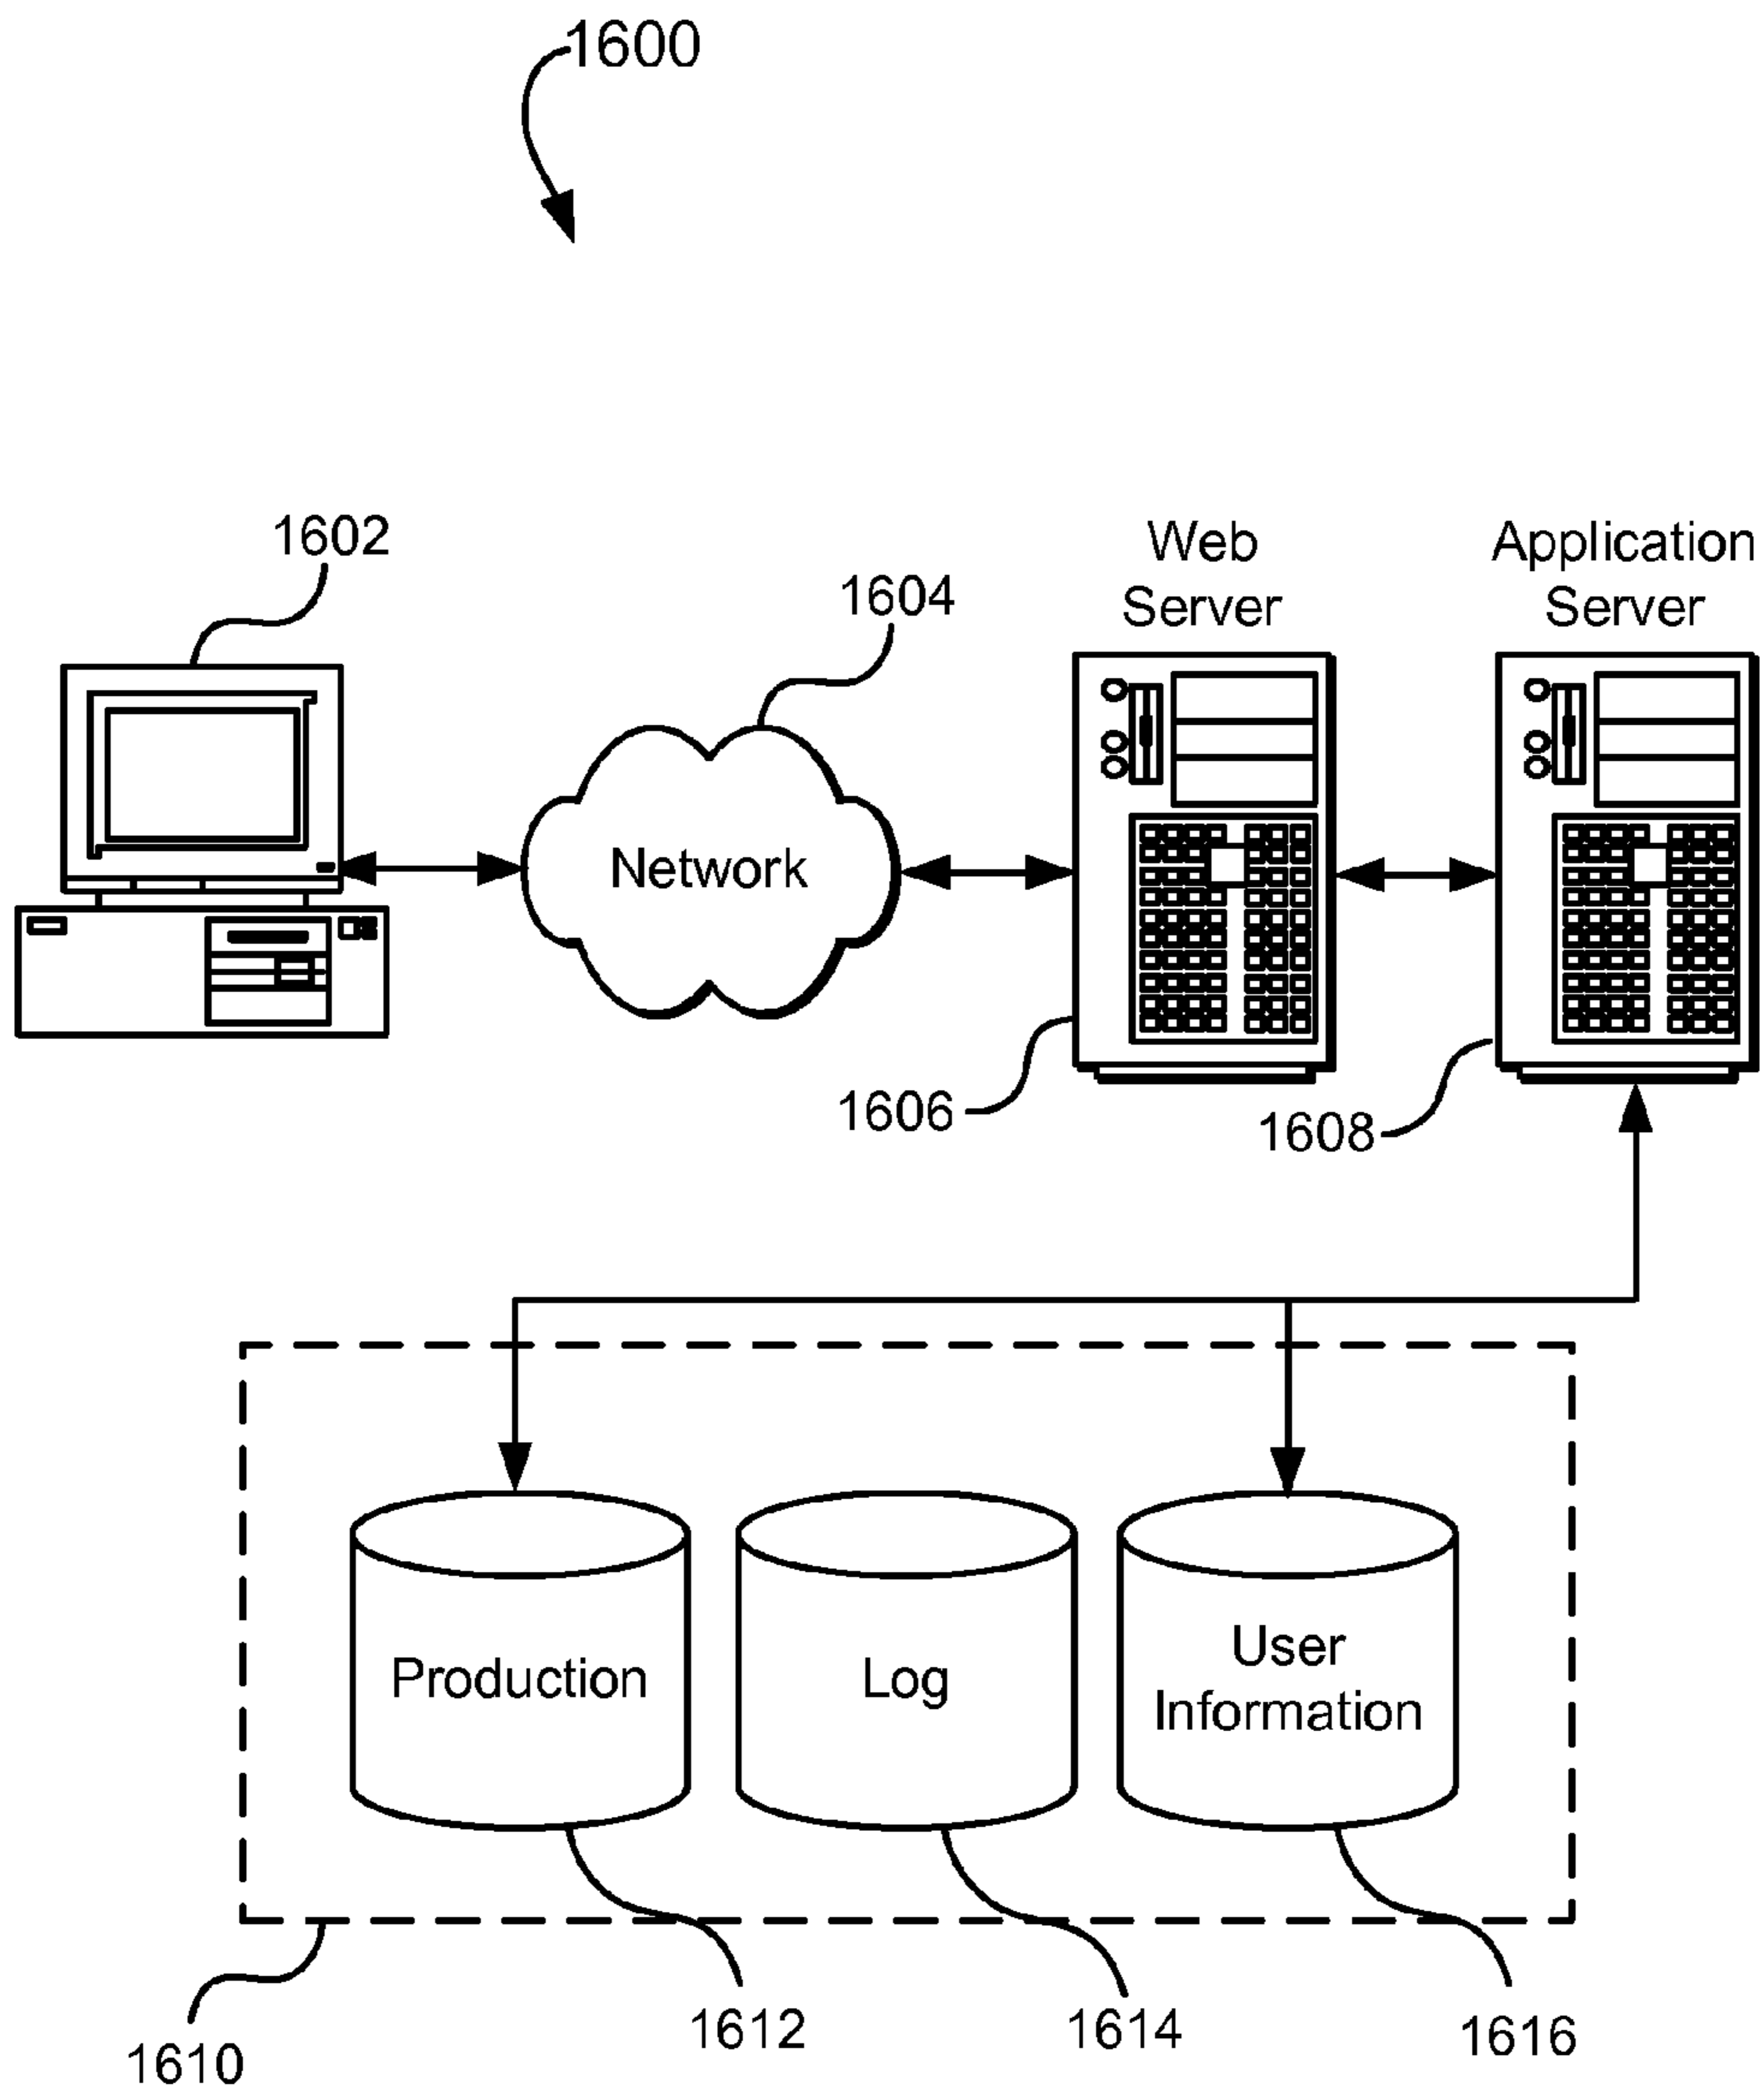 1600
1602
1604
Web
Server
Application
Server
Network
1606
1608
Production
Log
User
Information
1610
1612
1614
1616